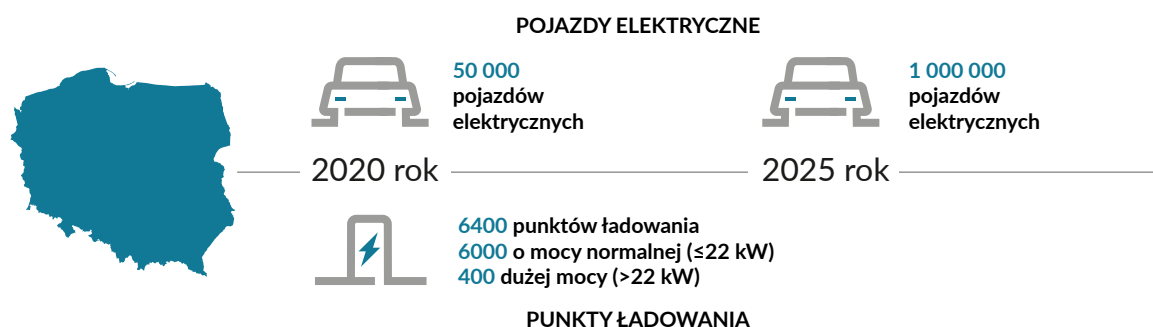 POJAZDY ELEKTRYCZNE
50 000
pojazdów
elektrycznych
1 000 000
pojazdów
elektrycznych
2020 rok
2025 rok
6400 punktów ładowania
6000 o mocy normalnej (≤22 kW)
400 dużej mocy (>22 kW)
PUNKTY ŁADOWANIA